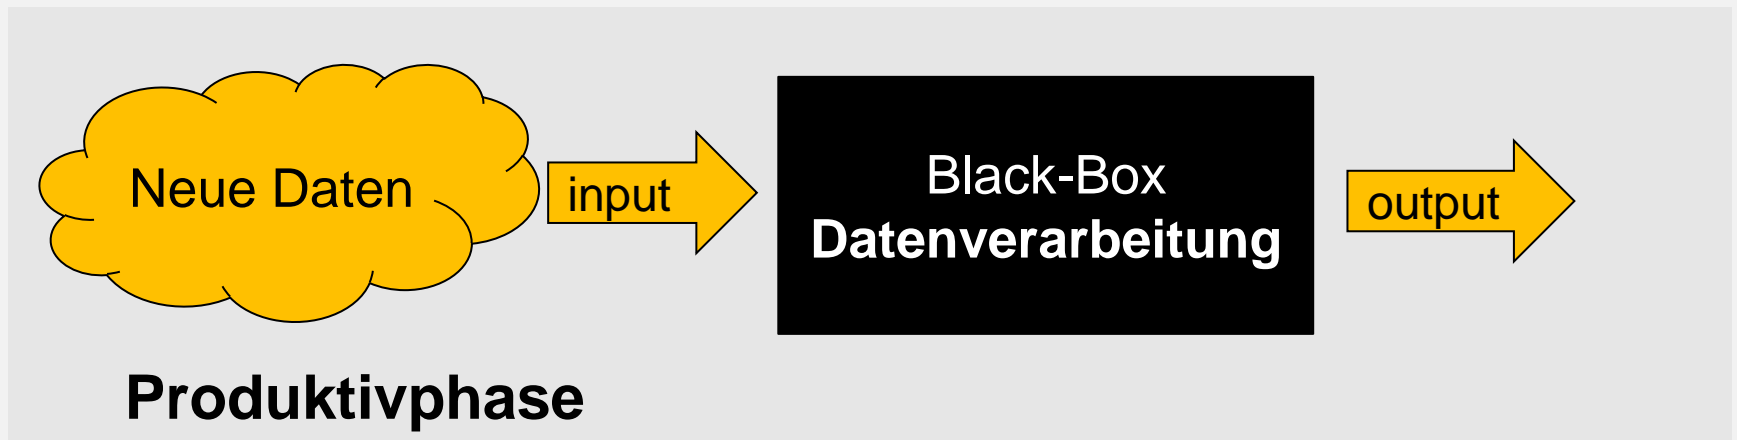 Neue Daten
input
Black-Box
Datenverarbeitung
output
Produktivphase